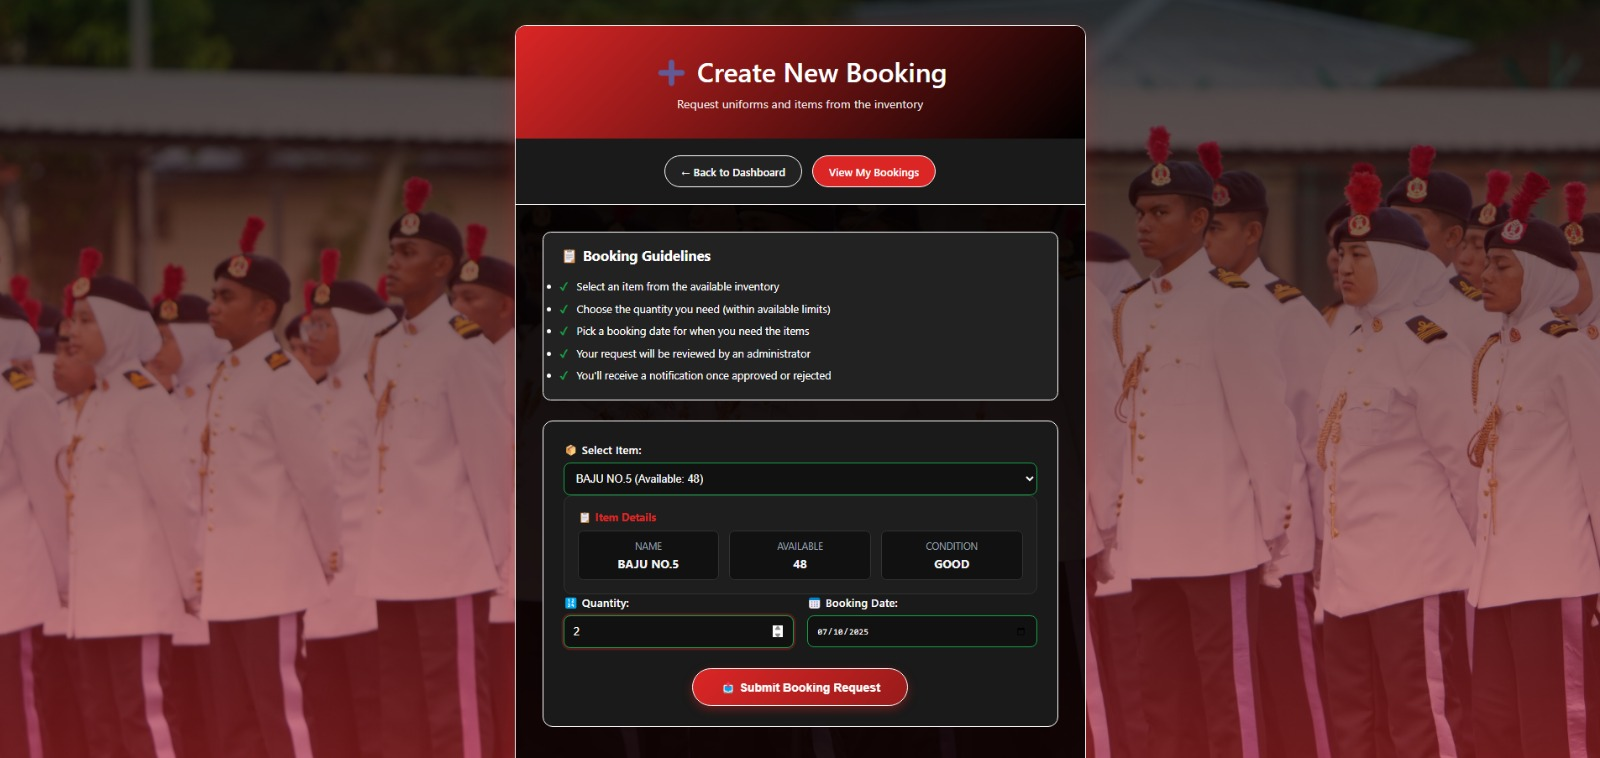 Create New Booking
Request uniforms and items from the inventory
← Back to Dashboard
View My Bookings
Booking Guidelines
✓ Select an item from the available inventory
✓ Choose the quantity you need (within available limits)
✓ Pick a booking date for when you need the items
✓ Your request will be reviewed by an administrator
✓ You'll receive a notification once approved or rejected
Select Item:
BAJU NO.5 (Available: 48)
Item Details
NAME
BAJU NO.5
AVAILABLE
48
CONDITION
GOOD
Quantity:
2
Booking Date:
07/10/2025
Submit Booking Request